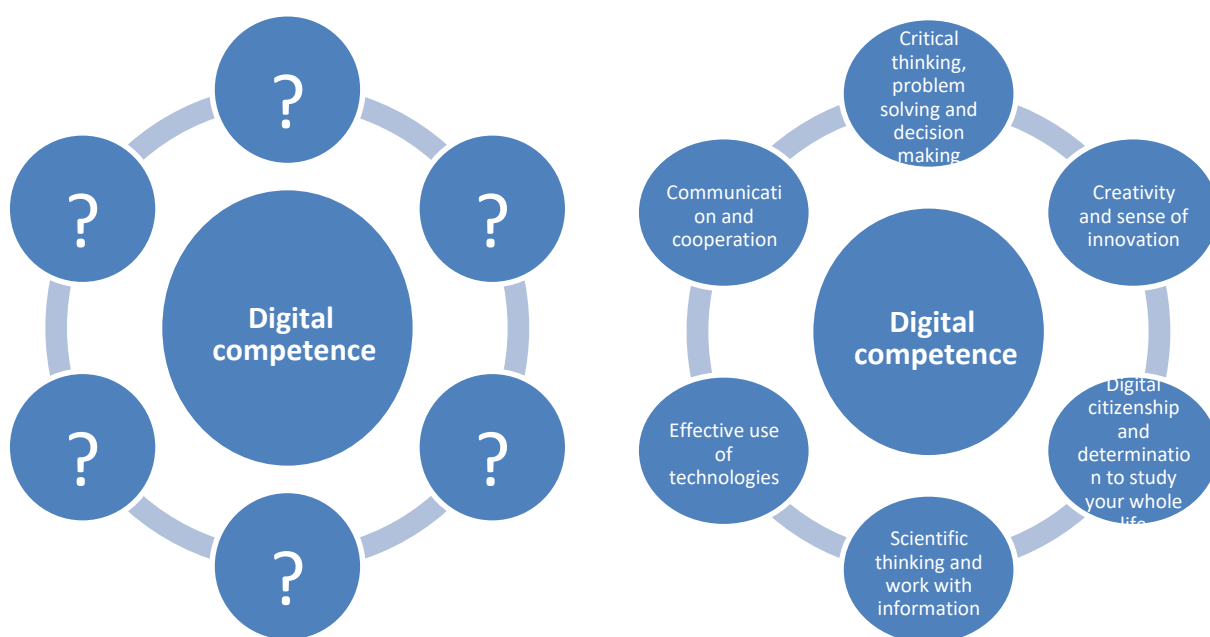 ?
?
?
?
?
?
Digital
competence
Critical
thinking,
problem
solving and
decision
making
Creativity
and sense of
innovation
Digital
citizenship
and
determinatio
n to study
your whole
life
Scientific
thinking and
work with
information
Effective use
of
technologies
Communicati
on and
cooperation
Digital
competence